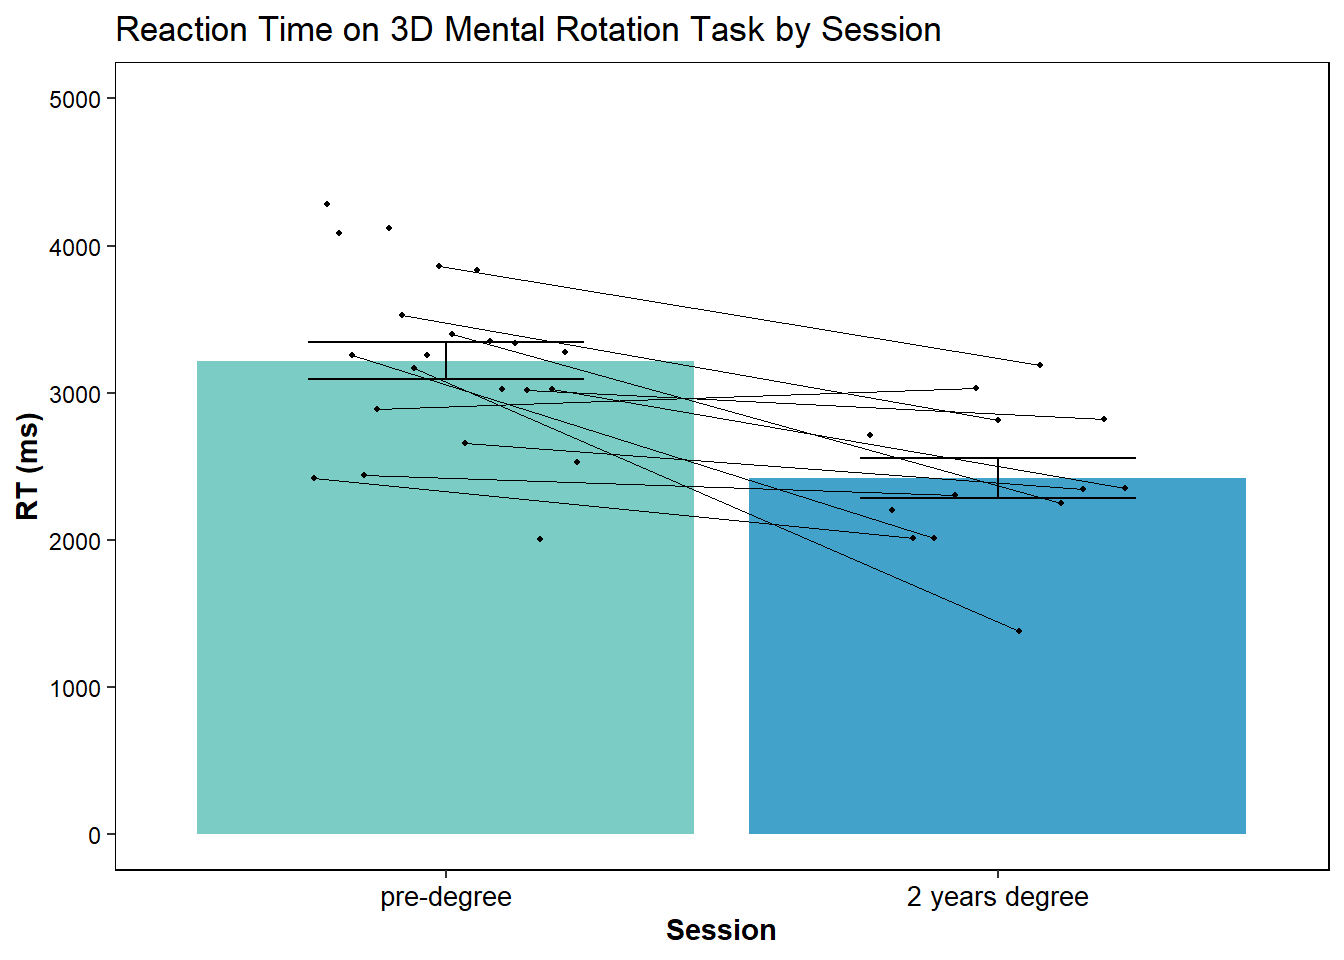 Reaction Time on 3D Mental Rotation Task by Session
5000
4000
3000
2000
1000
0
RT (ms)
pre-degree
2 years degree
Session